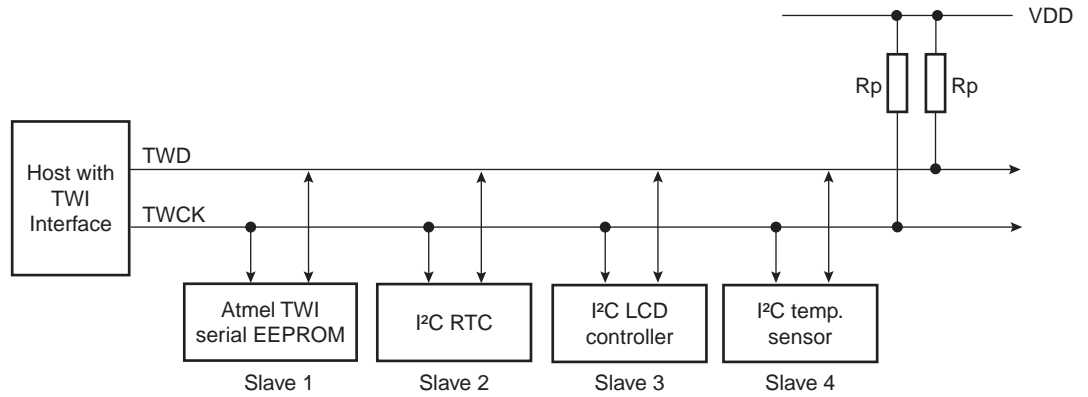 VDD
Rp
Rp
Host with
TWI
Interface
TWD
TWCK
Atmel TWI
serial EEPROM
I²C RTC
I²C LCD
controller
I²C temp.
sensor
Slave 1
Slave 2
Slave 3
Slave 4